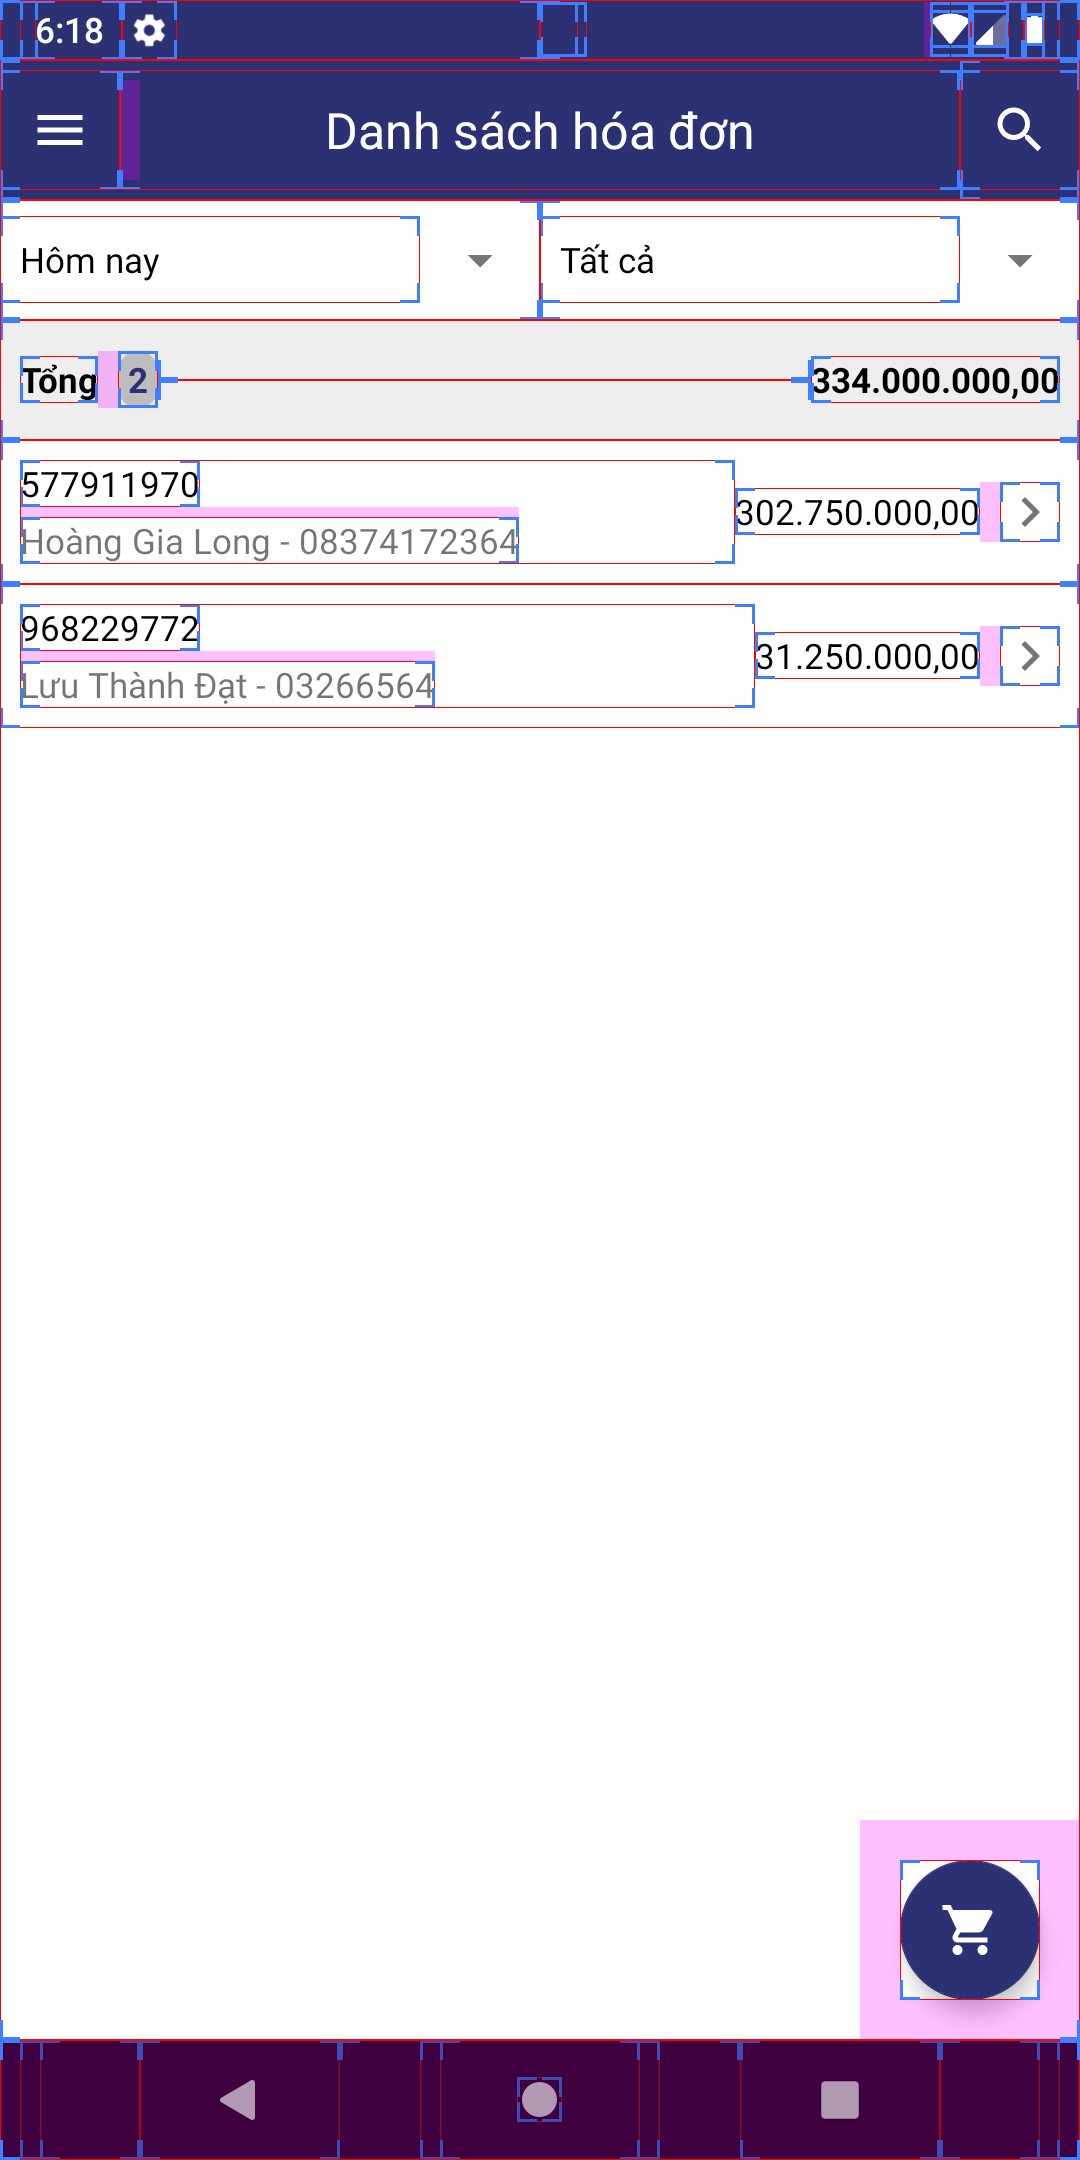 6:18
Danh sách hóa đơn
Hôm nay
Tất cả
Tổng 2 334.000.000,00
577911970
302.750.000,00
Hoàng Gia Long - 08374172364
968229772
31.250.000,00
Lưu Thành Đạt - 03266564